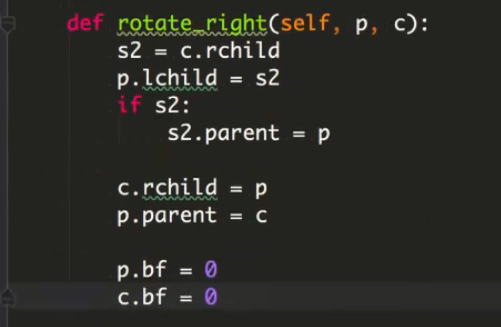 def rotate_right(self, p, c):
    s2 = c.rchild
    p.lchild = s2
    if s2:
        s2.parent = p

    c.rchild = p
    p.parent = c

    p.bf = 0
    c.bf = 0